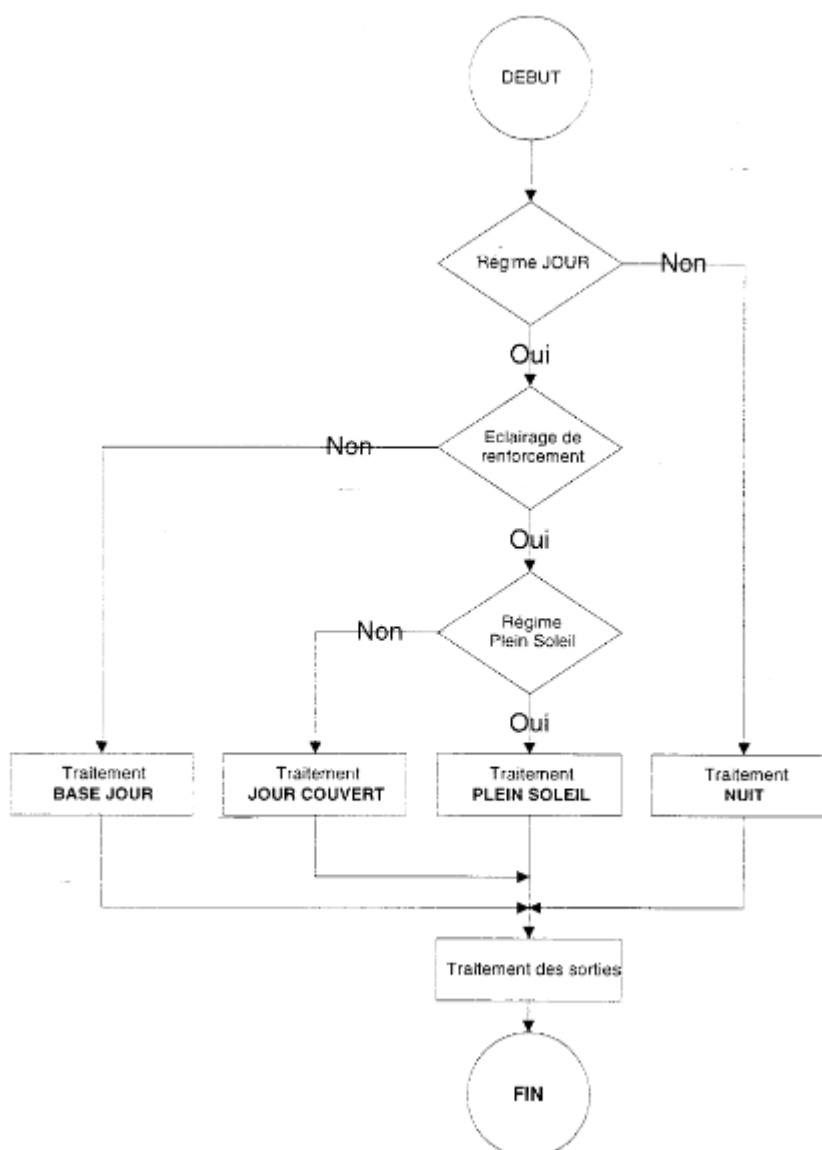 DEBUT
Régime JOUR
Non
Oui
Eclairage de
renforcement
Non
Oui
Régime
Plein Soleil
Non
Oui
Traitement
BASE JOUR
Traitement
JOUR COUVERT
Traitement
PLEIN SOLEIL
Traitement
NUIT
Traitement des sorties
FIN